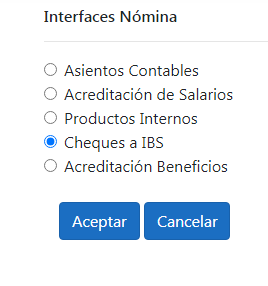 Interfaces Nómina
Asientos Contables
Acreditación de Salarios
Productos Internos
Cheques a IBS
Acreditación Beneficios
Aceptar Cancelar